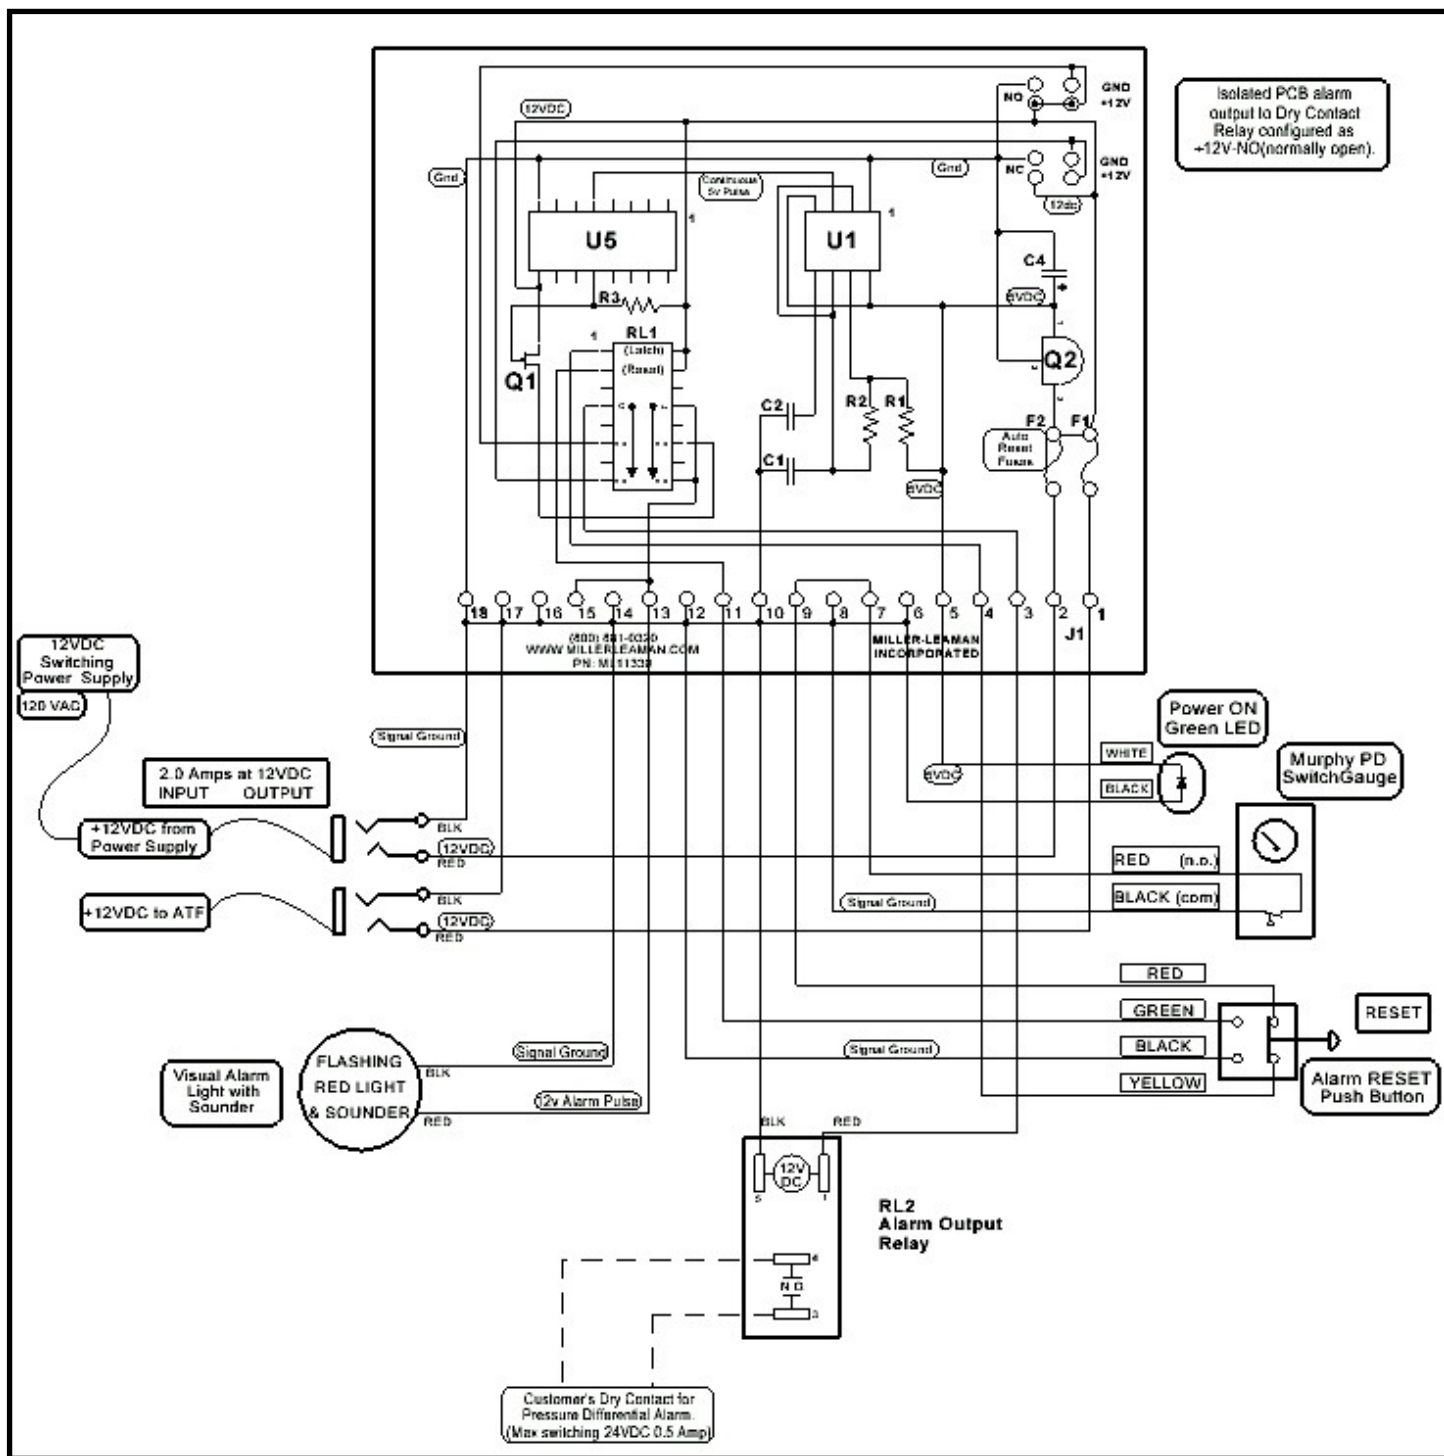 Isolated PCB alarm
output to Dry Contact
Relay configured as
+12V-NO(normally open).
NO
GND
+12V
12VDC
Gnd
Continuous
5v Pulse
Gnd
NC
GND
+12V
12dc
1
U5
1
U1
C4
R3
RL1
1
(Latch)
(Reset)
Q1
Q2
C2
C1
R2
R1
F2
F1
Auto
Reset
Fuses
18
17
16
15
14
13
12
11
10
9
8
7
6
5
4
3
2
1
J1
WWW.MILLERLEAMAN.COM
MILLER-LEAMAN
INCORPORATED
12VDC
Switching
Power Supply
120 VAC
Signal Ground
2.0 Amps at 12VDC
INPUT OUTPUT
+12VDC from
Power Supply
BLK
12VDC
RED
+12VDC to ATF
BLK
12VDC
RED
Power ON
Green LED
WHITE
BLACK
Murphy PD
SwitchGauge
RED (n.o.)
BLACK (com)
Signal Ground
RED
GREEN
BLACK
YELLOW
Signal Ground
RESET
Alarm RESET
Push Button
Visual Alarm
Light with
Sounder
FLASHING
RED LIGHT
& SOUNDER
Signal Ground
BLK
12v Alarm Pulse
RED
BLK
RED
12V
DC
5
1
RL2
Alarm Output
Relay
N O
3
Customer's Dry Contact for
Pressure Differential Alarm.
(Max switching 24VDC 0.5 Amp)